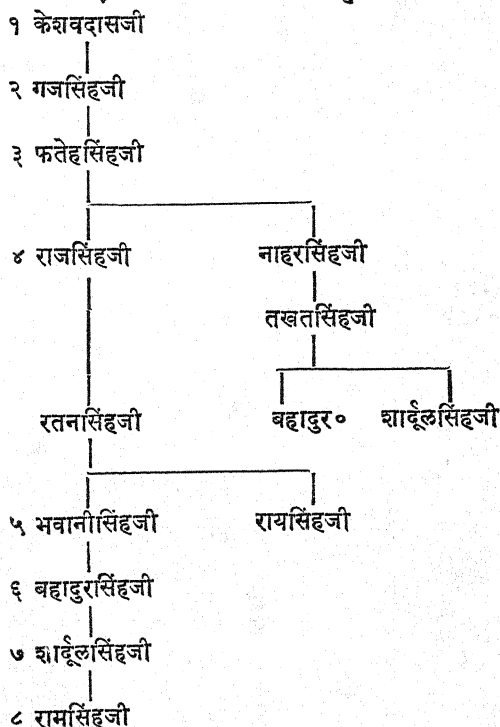 १ केशवदासजी
२ गजसिंहजी
३ फतेहसिंहजी
४ राजसिंहजी नाहरसिंहजी
तखतसिंहजी
रतनसिंहजी बहादुर० शार्दूलसिंहजी
५ भवानीसिंहजी रायसिंहजी
६ बहादुरसिंहजी
७ शार्दूलसिंहजी
८ रामसिंहजी